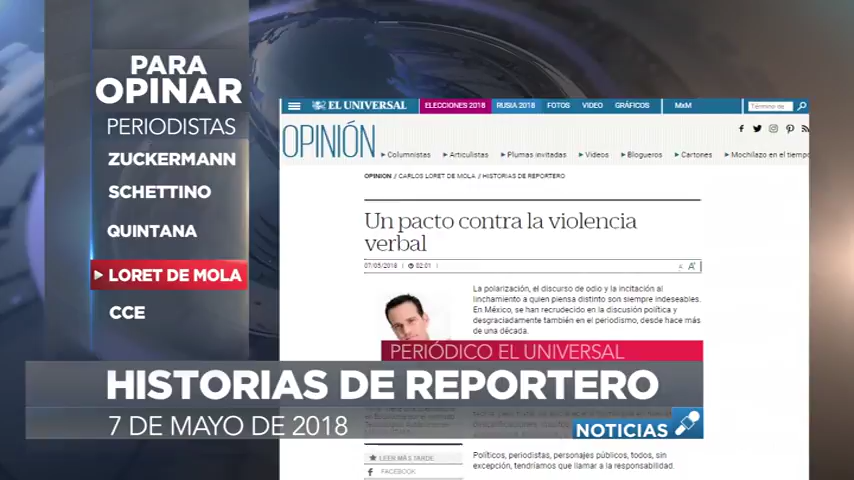 PARA
OPINAR
PERIODISTAS
ZUCKERMANN
SCHETTINO
QUINTANA
LORET DE MOLA
CCE
EL UNIVERSAL
ELECCIONES 2018
RUSIA 2018
FOTOS
VIDEO
GRÁFICOS
MxM
Término de
OPINIÓN
Columnistas
Articulistas
Plumas invitadas
Videos
Blogueros
Cartones
Mochilazo en el tiempo
OPINION / CARLOS LORET DE MOLA / HISTORIAS DE REPORTERO
Un pacto contra la violencia
verbal
07/05/2018 | 02:01 |
A
La polarización, el discurso de odio y la incitación al
linchamiento a quien piensa distinto son siempre indeseables.
En México, se han recrudecido en la discusión política y
desgraciadamente también en el periodismo, desde hace más
de una década.
PERIÓDICO EL UNIVERSAL
HISTORIAS DE REPORTERO
7 DE MAYO DE 2018
NOTICIAS
LEER MÁS TARDE
FACEBOOK
Políticos, periodistas, personajes públicos, todos, sin
excepción, tendríamos que llamar a la responsabilidad.